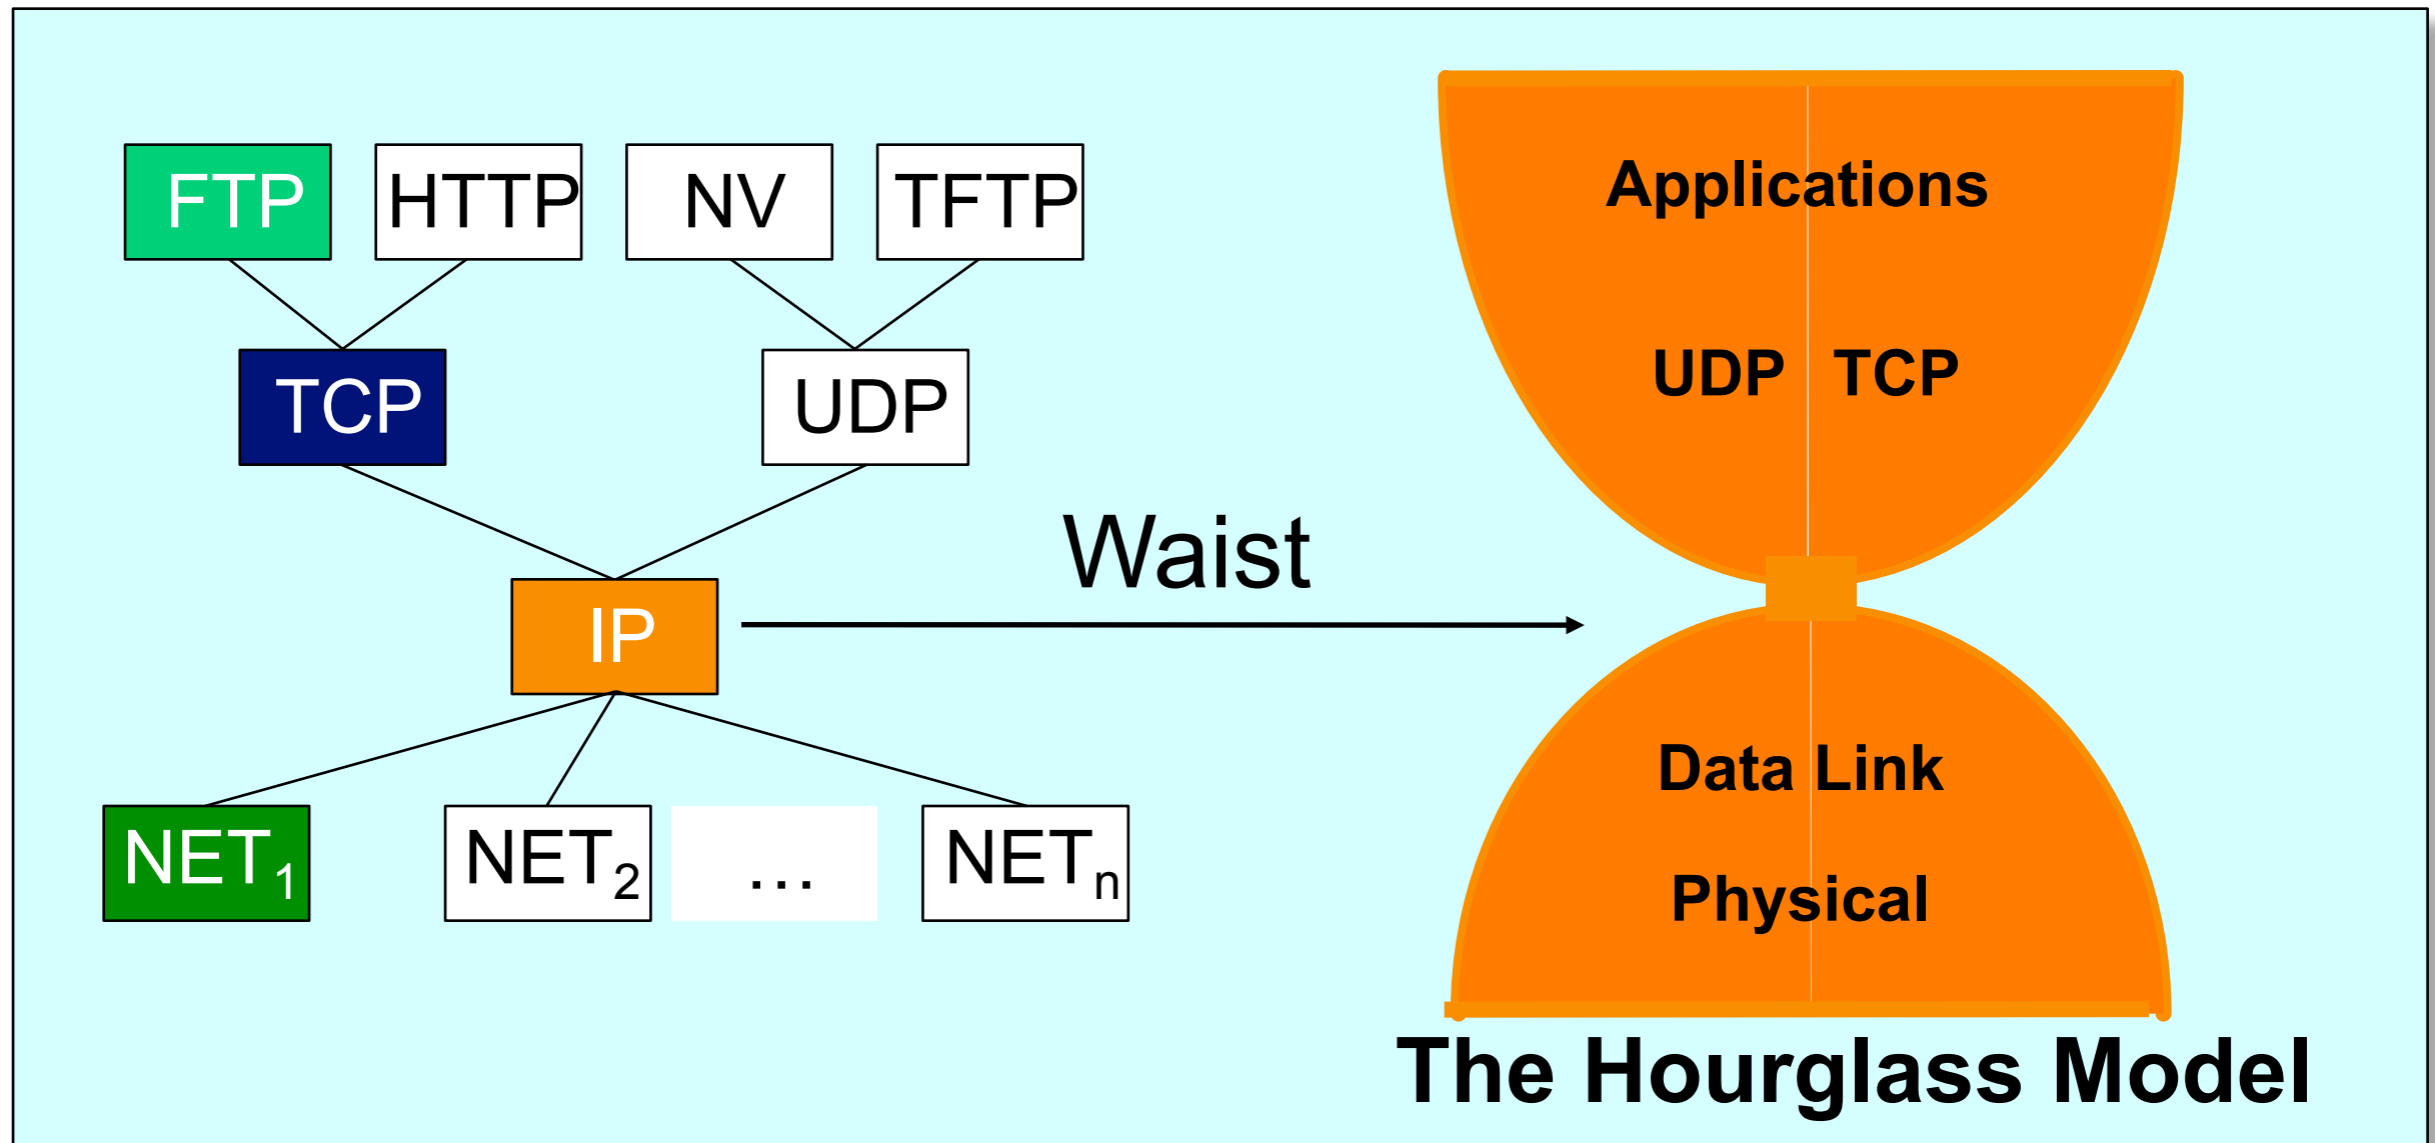 FTP HTTP NV TFTP
TCP UDP
IP
NET1 NET2 ... NETn
Waist
Applications
UDP TCP
Data Link
Physical
The Hourglass Model